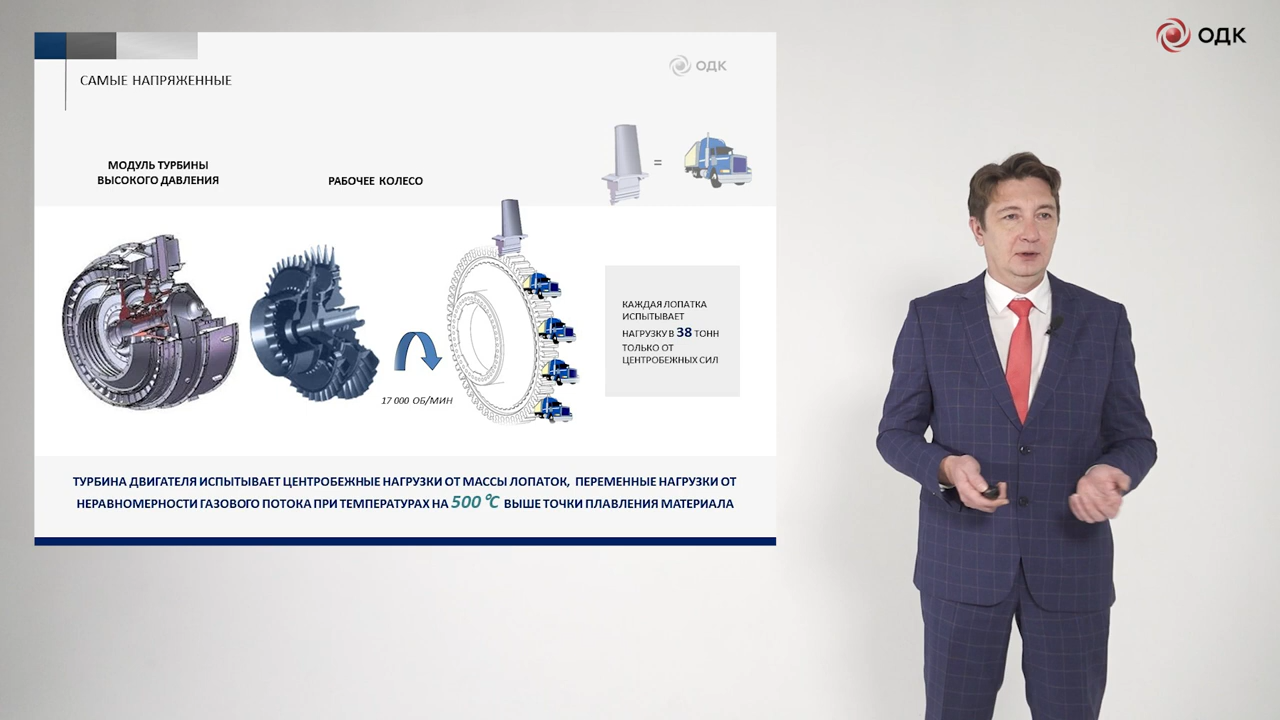 ОДК
ОДК
САМЫЕ НАПРЯЖЕННЫЕ
МОДУЛЬ ТУРБИНЫ
ВЫСОКОГО ДАВЛЕНИЯ
РАБОЧЕЕ КОЛЕСО
=
КАЖДАЯ ЛОПАТКА
ИСПЫТЫВАЕТ
НАГРУЗКУ В 38 ТОНН
ТОЛЬКО ОТ
ЦЕНТРОБЕЖНЫХ СИЛ
17 000 ОБ/МИН
ТУРБИНА ДВИГАТЕЛЯ ИСПЫТЫВАЕТ ЦЕНТРОБЕЖНЫЕ НАГРУЗКИ ОТ МАССЫ ЛОПАТОК, ПЕРЕМЕННЫЕ НАГРУЗКИ ОТ
НЕРАВНОМЕРНОСТИ ГАЗОВОГО ПОТОКА ПРИ ТЕМПЕРАТУРАХ НА 500 °С ВЫШЕ ТОЧКИ ПЛАВЛЕНИЯ МАТЕРИАЛА